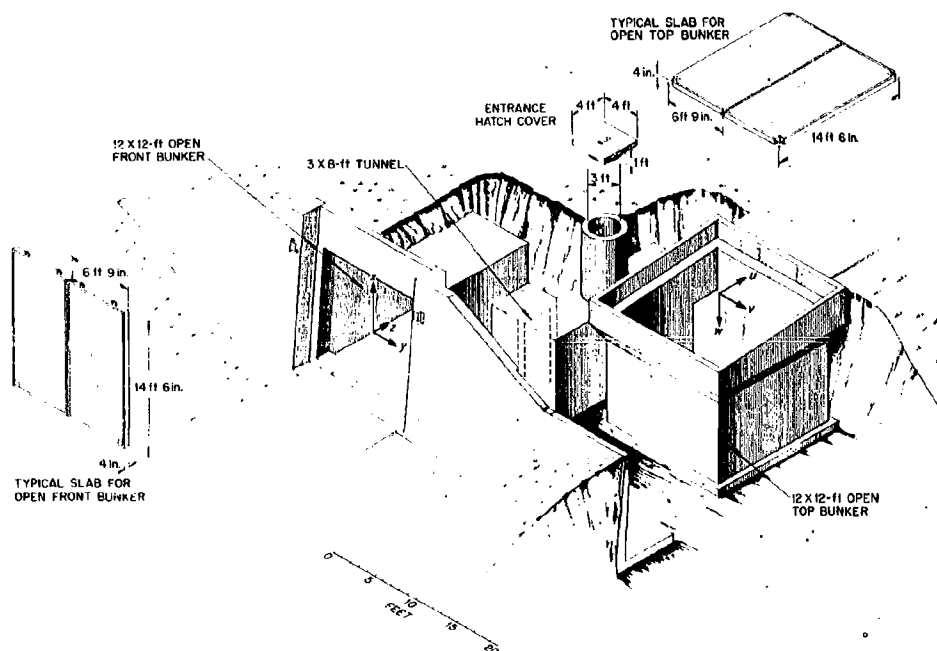 TYPICAL SLAB FOR
OPEN TOP BUNKER
4 in.
6 ft 9 in.
14 ft 6 in.
ENTRANCE
HATCH COVER
4 ft
4 ft
1 ft
3 ft
12 X 12-ft OPEN
FRONT BUNKER
3 X 8-ft TUNNEL
6 ft 9 in.
14 ft 6 in.
4 in.
TYPICAL SLAB FOR
OPEN FRONT BUNKER
x
z
y
u
v
w
12 X 12-ft OPEN
TOP BUNKER
0
5
10
15
20
FEET